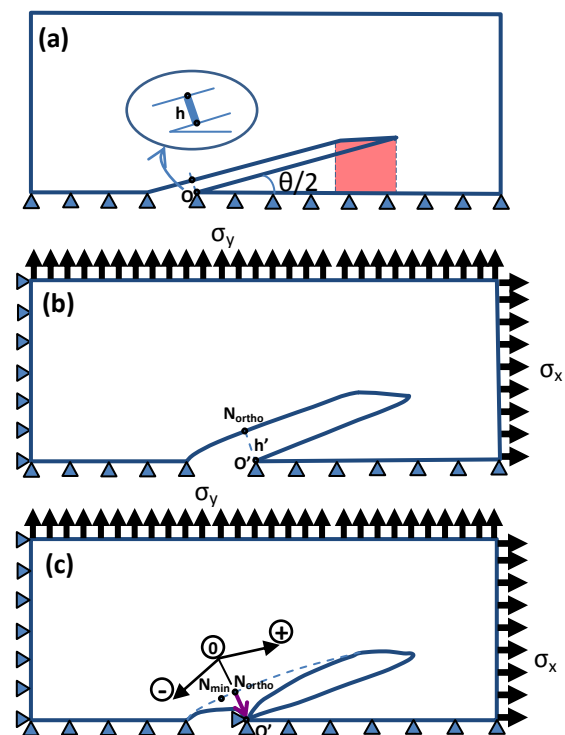 (a)
h
O
θ/2
σy
(b)
σx
Northo
h'
O'
σy
(c)
0
+
-
Nmin
Northo
σx
O'